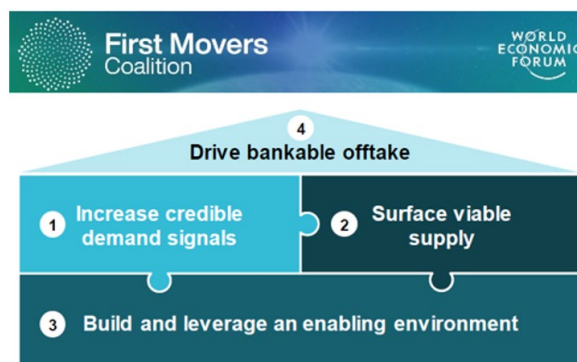 First Movers
Coalition
WORLD
ECONOMIC
FORUM
4
Drive bankable offtake
1
Increase credible
demand signals
2
Surface viable
supply
3
Build and leverage an enabling environment